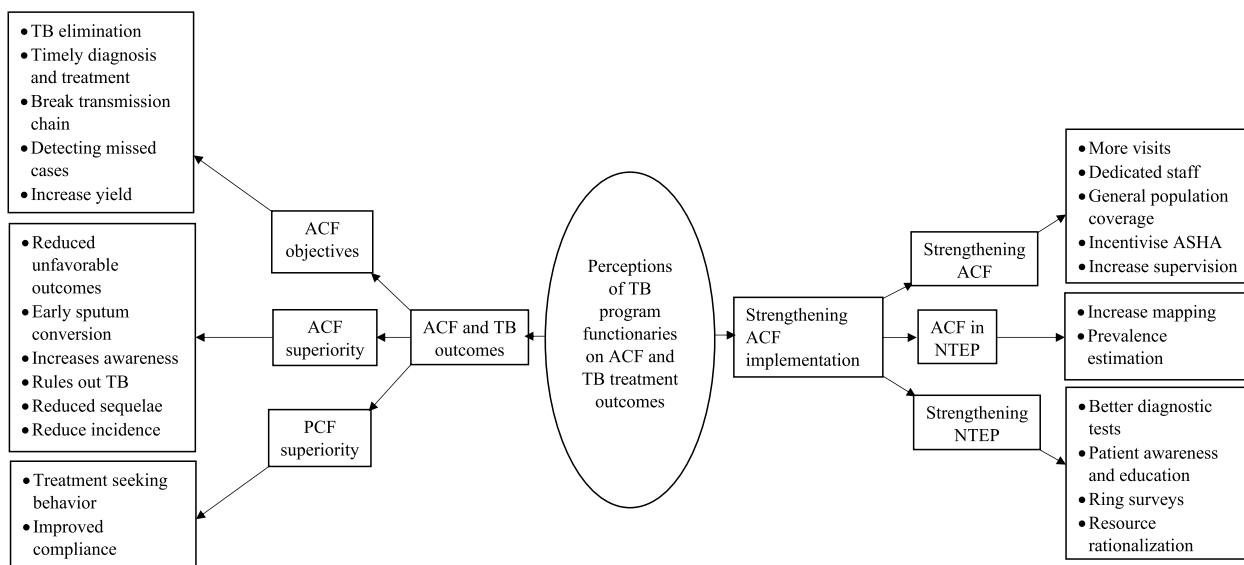 • TB elimination
• Timely diagnosis
and treatment
• Break transmission
chain
• Detecting missed
cases
• Increase yield
• Reduced
unfavorable
outcomes
• Early sputum
conversion
• Increases awareness
• Rules out TB
• Reduced sequelae
• Reduce incidence
• Treatment seeking
behavior
• Improved
compliance
ACF
objectives
ACF
superiority
PCF
superiority
ACF and TB
outcomes
Perceptions
of TB
program
functionaries
on ACF and
TB treatment
outcomes
Strengthening
ACF
implementation
Strengthening
ACF
ACF in
NTEP
Strengthening
NTEP
• More visits
• Dedicated staff
• General population
coverage
• Incentivise ASHA
• Increase supervision
• Increase mapping
• Prevalence
estimation
• Better diagnostic
tests
• Patient awareness
and education
• Ring surveys
• Resource
rationalization